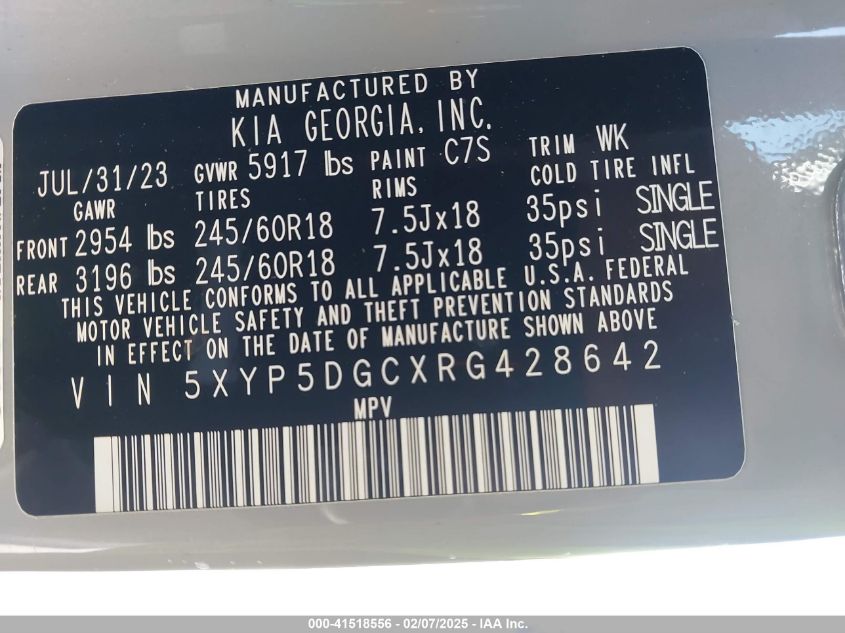 MANUFACTURED BY
KIA GEORGIA, INC.
JUL/31/23 GVWR 5917 lbs PAINT C7S TRIM WK
GAWR TIRES RIMS COLD TIRE INFL
FRONT 2954 lbs 245/60R18 7.5Jx18 35psi SINGLE
REAR 3196 lbs 245/60R18 7.5Jx18 35psi SINGLE
THIS VEHICLE CONFORMS TO ALL APPLICABLE U.S.A. FEDERAL
MOTOR VEHICLE SAFETY AND THEFT PREVENTION STANDARDS
IN EFFECT ON THE DATE OF MANUFACTURE SHOWN ABOVE
VIN 5XYP5DGCXRG428642
MPV
000-41518556 - 02/07/2025 - IAA Inc.